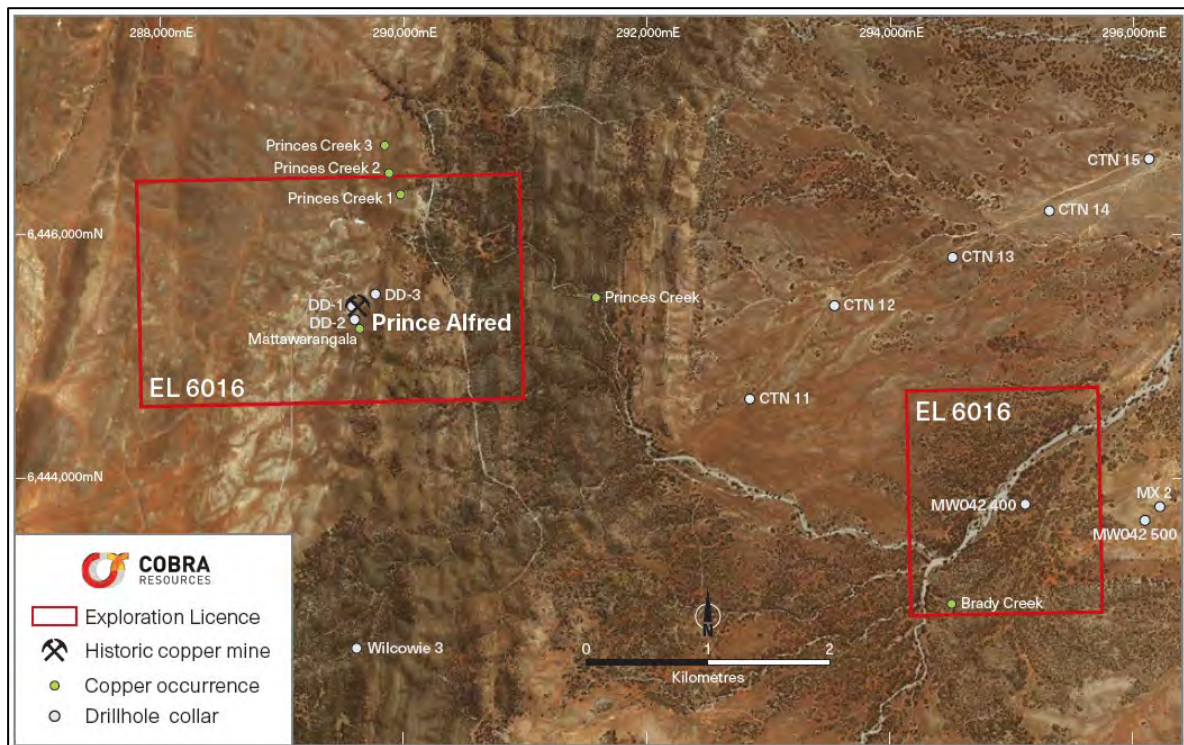 288,000mE
290,000mE
292,000mE
294,000mE
296,000mE
Princes Creek 3
Princes Creek 2
Princes Creek 1
CTN 15
CTN 14
6,446,000mN
CTN 13
DD-1
DD-3
Princes Creek
CTN 12
DD-2
Prince Alfred
Mattawarangala
EL 6016
CTN 11
EL 6016
6,444,000mN
MW042 400
MX 2
MW042 500
Brady Creek
Wilcowie 3
N
0 1 2
Kilometres
COBRA
RESOURCES
Exploration Licence
Historic copper mine
Copper occurrence
Drillhole collar